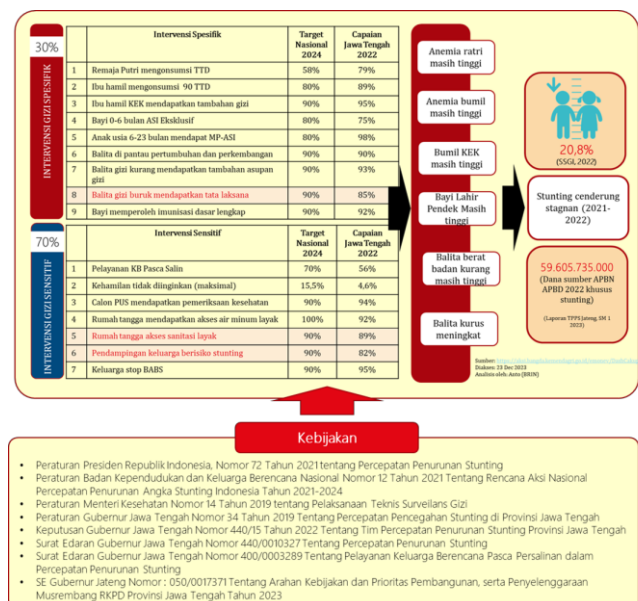 30%
INTERVENSI GIZI SPESIFIK
Intervensi Spesifik Target Nasional 2024 Capaian Jawa Tengah 2022
1 Remaja Putri mengonsumsi TTD 58% 79%
2 Ibu hamil mengonsumsi 90 TTD 80% 89%
3 Ibu hamil KEK mendapatkan tambahan gizi 90% 95%
4 Bayi 0-6 bulan ASI Eksklusif 80% 75%
5 Anak usia 6-23 bulan mendapat MP-ASI 80% 98%
6 Balita di pantau pertumbuhan dan perkembangan 90% 90%
7 Balita gizi kurang mendapatkan tambahan asupan gizi 90% 93%
8 Balita gizi buruk mendapatkan tata laksana 90% 85%
9 Bayi memperoleh imunisasi dasar lengkap 90% 92%
70%
INTERVENSI GIZI SENSITIF
Intervensi Sensitif Target Nasional 2024 Capaian Jawa Tengah 2022
1 Pelayanan KB Pasca Salin 70% 56%
2 Kehamilan tidak diinginkan (maksimal) 15,5% 4,6%
3 Calon PUS mendapatkan pemeriksaan kesehatan 90% 94%
4 Rumah tangga mendapatkan akses air minum layak 100% 92%
5 Rumah tangga akses sanitasi layak 90% 89%
6 Pendampingan keluarga berisiko stunting 90% 82%
7 Keluarga stop BABS 90% 95%
Anemia ratri
masih tinggi
Anemia bumil
masih tinggi
Bumil KEK
masih tinggi
Bayi Lahir
Pendek Masih
tinggi
Balita berat
badan kurang
masih tinggi
Balita kurus
meningkat
20,8%
(SSGI, 2022)
Stunting cenderung
stagnan (2021-
2022)
59.605.735.000
(Dana sumber APBN
APBD 2022 khusus
stunting)
(Laporan TPPS Jateng, SM 1
2023)
Sumber:
Diakses: 23 Dec 2023
Analisis oleh: Anto (BRIN)
Kebijakan
• Peraturan Presiden Republik Indonesia, Nomor 72 Tahun 2021 tentang Percepatan Penurunan Stunting
• Peraturan Badan Kependudukan dan Keluarga Berencana Nasional Nomor 12 Tahun 2021 Tentang Rencana Aksi Nasional
Percepatan Penurunan Angka Stunting Indonesia Tahun 2021-2024
• Peraturan Menteri Kesehatan Nomor 14 Tahun 2019 tentang Pelaksanaan Teknis Surveilans Gizi
• Peraturan Gubernur Jawa Tengah Nomor 34 Tahun 2019 Tentang Percepatan Pencegahan Stunting di Provinsi Jawa Tengah
• Keputusan Gubernur Jawa Tengah Nomor 440/15 Tahun 2022 Tentang Tim Percepatan Penurunan Stunting Provinsi Jawa Tengah
• Surat Edaran Gubernur Jawa Tengah Nomor 440/0010327 Tentang Percepatan Penurunan Stunting
• Surat Edaran Gubernur Jawa Tengah Nomor 400/0003289 Tentang Pelayanan Keluarga Berencana Pasca Persalinan dalam
Percepatan Penurunan Stunting
• SE Gubernur Jateng Nomor : 050/0017371 Tentang Arahan Kebijakan dan Prioritas Pembangunan, serta Penyelenggaraan
Musrembang RKPD Provinsi Jawa Tengah Tahun 2023